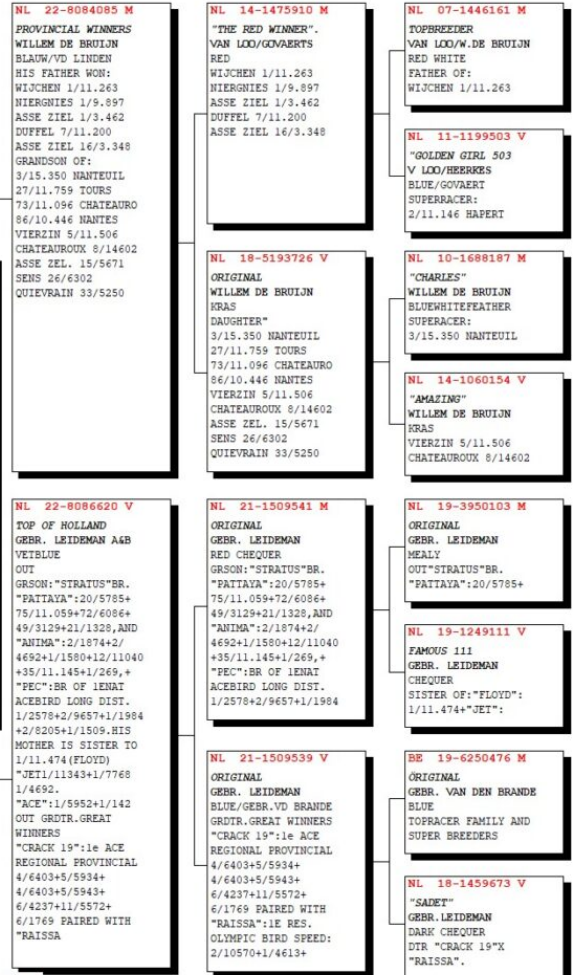 NL 22-8084085 M
PROVINCIAL WINNERS
WILLEM DE BRUIJN
BLAUW/VD LINDEN
HIS FATHER WON:
WIJCHEN 1/11.263
NIERGNIES 1/9.897
ASSE ZIEL 1/3.462
DUFFEL 7/11.200
ASSE ZIEL 16/3.348
GRANDSON OF:
3/15.350 NANTEUIL
27/11.759 TOURS
73/11.096 CHATEAURO
86/10.446 NANTES
VIERZIN 5/11.506
CHATEAUROUX 8/14602
ASSE ZEL. 15/5671
SENS 26/6302
QUIEVRAIN 33/5250
NL 22-8086620 V
TOP OF HOLLAND
GEBR. LEIDEMAN A&B
VETBLUE
OUT
GRSON:"STRATUS"BR.
"PATTAYA":20/5785+
75/11.059+72/6086+
49/3129+21/1328,AND
"ANIMA":2/1874+2/
4692+1/1580+12/11040
+35/11.145+1/269,+
"PEC":BR OF 1ENAT
ACEBIRD LONG DIST.
1/2578+2/9657+1/1984
+2/8205+1/1509.HIS
MOTHER IS SISTER TO
1/11.474(FLOYD)
"JET1/11343+1/7768
1/4692.
"ACE":1/5952+1/142
OUT GRDTR.GREAT
WINNERS
"CRACK 19":1e ACE
REGIONAL PROVINCIAL
4/6403+5/5934+
4/6403+5/5943+
6/4237+11/5572+
6/1769 PAIRED WITH
"RAISSA
NL 14-1475910 M
"THE RED WINNER".
VAN LOO/GOVAERTS
RED
WIJCHEN 1/11.263
NIERGNIES 1/9.897
ASSE ZIEL 1/3.462
DUFFEL 7/11.200
ASSE ZIEL 16/3.348
NL 18-5193726 V
ORIGINAL
WILLEM DE BRUIJN
KRAS
DAUGHTER"
3/15.350 NANTEUIL
27/11.759 TOURS
73/11.096 CHATEAURO
86/10.446 NANTES
VIERZIN 5/11.506
CHATEAUROUX 8/14602
ASSE ZEL. 15/5671
SENS 26/6302
QUIEVRAIN 33/5250
NL 21-1509541 M
ORIGINAL
GEBR. LEIDEMAN
RED CHEQUER
GRSON:"STRATUS"BR.
"PATTAYA":20/5785+
75/11.059+72/6086+
49/3129+21/1328,AND
"ANIMA":2/1874+2/
4692+1/1580+12/11040
+35/11.145+1/269,+
"PEC":BR OF 1ENAT
ACEBIRD LONG DIST.
1/2578+2/9657+1/1984
NL 21-1509539 V
ORIGINAL
GEBR. LEIDEMAN
BLUE/GEBR.VD BRANDE
GRDTR.GREAT WINNERS
"CRACK 19":1e ACE
REGIONAL PROVINCIAL
4/6403+5/5934+
4/6403+5/5943+
6/4237+11/5572+
6/1769 PAIRED WITH
"RAISSA":1E RES.
OLYMPIC BIRD SPEED:
2/10570+1/4613+
NL 07-1446161 M
TOPBREEDER
VAN LOO/W.DE BRUIJN
RED WHITE
FATHER OF:
WIJCHEN 1/11.263
NL 11-1199503 V
"GOLDEN GIRL 503
V LOO/HEERKES
BLUE/GOVAERT
SUPERRACER:
2/11.146 HAPERT
NL 10-1688187 M
"CHARLES"
WILLEM DE BRUIJN
BLUEWHITEFEATHER
SUPERACER:
3/15.350 NANTEUIL
NL 14-1060154 V
"AMAZING"
WILLEM DE BRUIJN
KRAS
VIERZIN 5/11.506
CHATEAUROUX 8/14602
NL 19-3950103 M
ORIGINAL
GEBR. LEIDEMAN
MEALY
OUT"STRATUS"BR.
"PATTAYA":20/5785+
NL 19-1249111 V
FAMOUS 111
GEBR. LEIDEMAN
CHEQUER
SISTER OF:"FLOYD":
1/11.474+"JET":
BE 19-6250476 M
ÖRIGINAL
GEBR. VAN DEN BRANDE
BLUE
TOPRACER FAMILY AND
SUPER BREEDERS
NL 18-1459673 V
"SADET"
GEBR.LEIDEMAN
DARK CHEQUER
DTR "CRACK 19"X
"RAISSA".